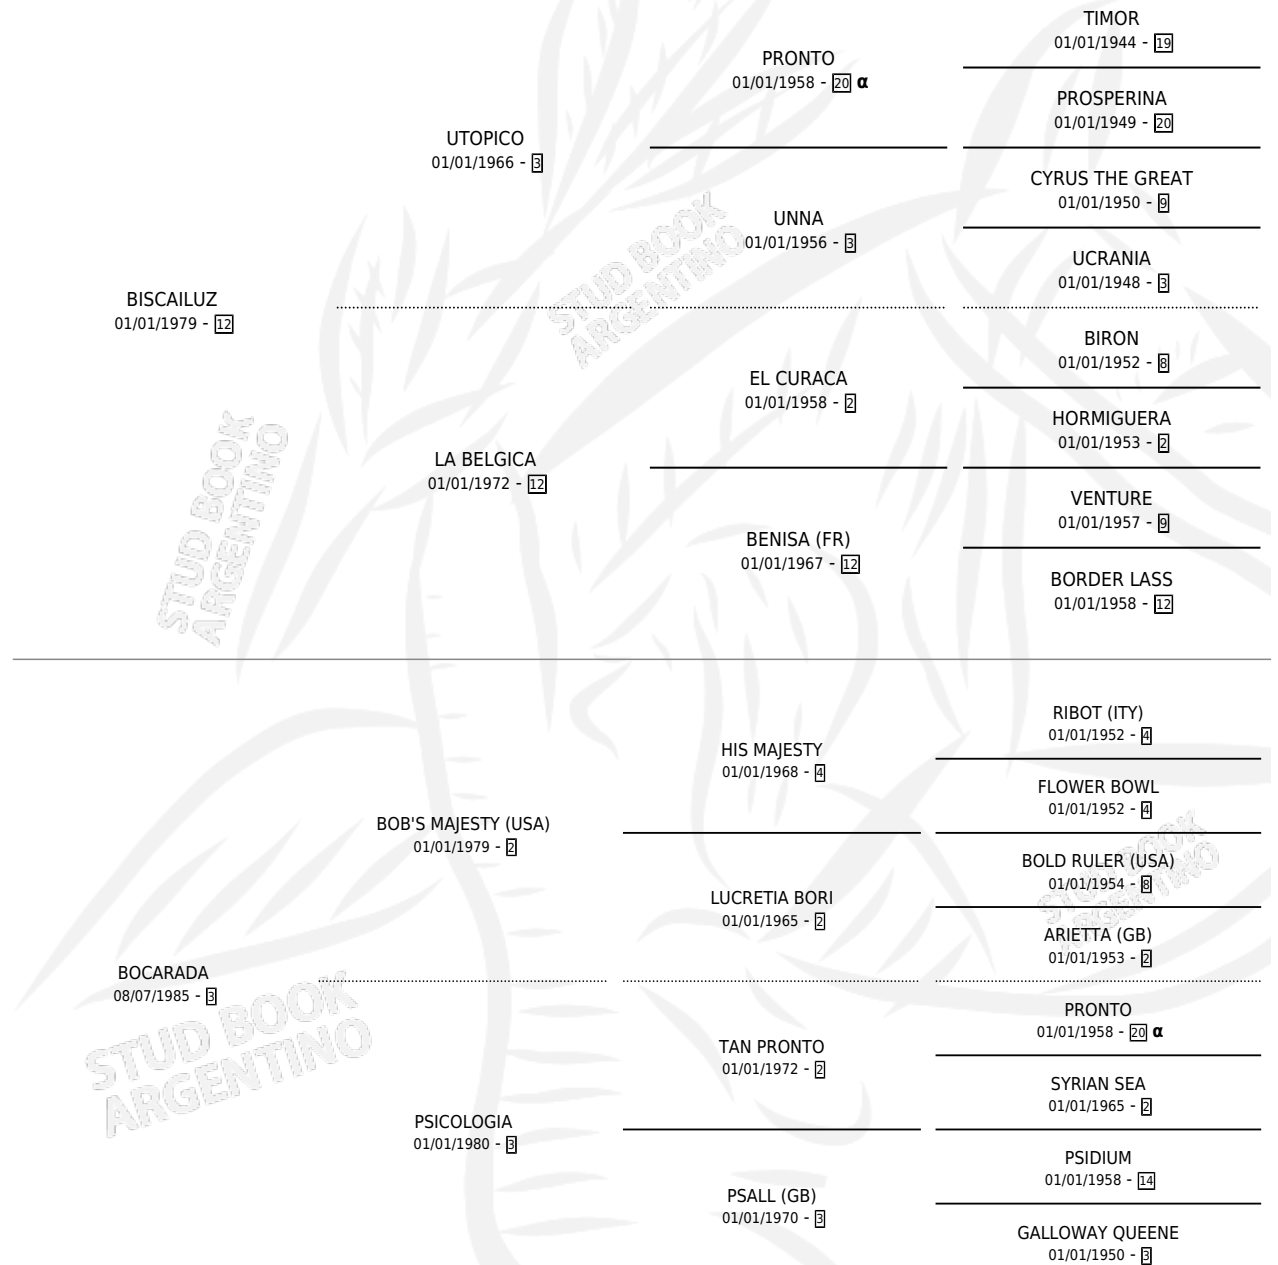 TIMOR
01/01/1944 - 19
PRONTO
01/01/1958 - 20 α
PROSPERINA
01/01/1949 - 20
UTOPICO
01/01/1966 - 3
CYRUS THE GREAT
01/01/1950 - 9
UNNA
01/01/1956 - 3
UCRANIA
01/01/1948 - 3
BISCAILUZ
01/01/1979 - 12
BIRON
01/01/1952 - 8
EL CURACA
01/01/1958 - 2
HORMIGUERA
01/01/1953 - 2
LA BELGICA
01/01/1972 - 12
VENTURE
01/01/1957 - 9
BENISA (FR)
01/01/1967 - 12
BORDER LASS
01/01/1958 - 12
STUD BOOK
ARGENTINO
STUD BOOK
ARGENTINO
RIBOT (ITY)
01/01/1952 - 4
HIS MAJESTY
01/01/1968 - 4
FLOWER BOWL
01/01/1952 - 4
BOB'S MAJESTY (USA)
01/01/1979 - 2
BOLD RULER (USA)
01/01/1954 - 8
LUCRETIA BORI
01/01/1965 - 2
ARIETTA (GB)
01/01/1953 - 2
BOCARADA
08/07/1985 - 3
PRONTO
01/01/1958 - 20 α
TAN PRONTO
01/01/1972 - 2
SYRIAN SEA
01/01/1965 - 2
PSICOLOGIA
01/01/1980 - 3
PSIDIUM
01/01/1958 - 14
PSALL (GB)
01/01/1970 - 3
GALLOWAY QUEENE
01/01/1950 - 3
STUD BOOK
ARGENTINO
STUD BOOK
ARGENTINO